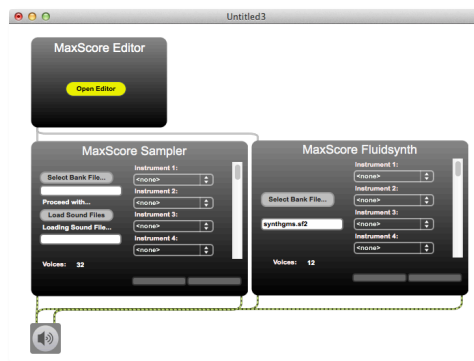 Untitled3
MaxScore Editor
Open Editor
MaxScore Sampler
Select Bank File...
Proceed with...
Load Sound Files
Loading Sound File...
Voices: 32
Instrument 1:
<none>
Instrument 2:
<none>
Instrument 3:
<none>
Instrument 4:
<none>
MaxScore Fluidsynth
Select Bank File...
synthgms.sf2
Voices: 12
Instrument 1:
<none>
Instrument 2:
<none>
Instrument 3:
<none>
Instrument 4:
<none>